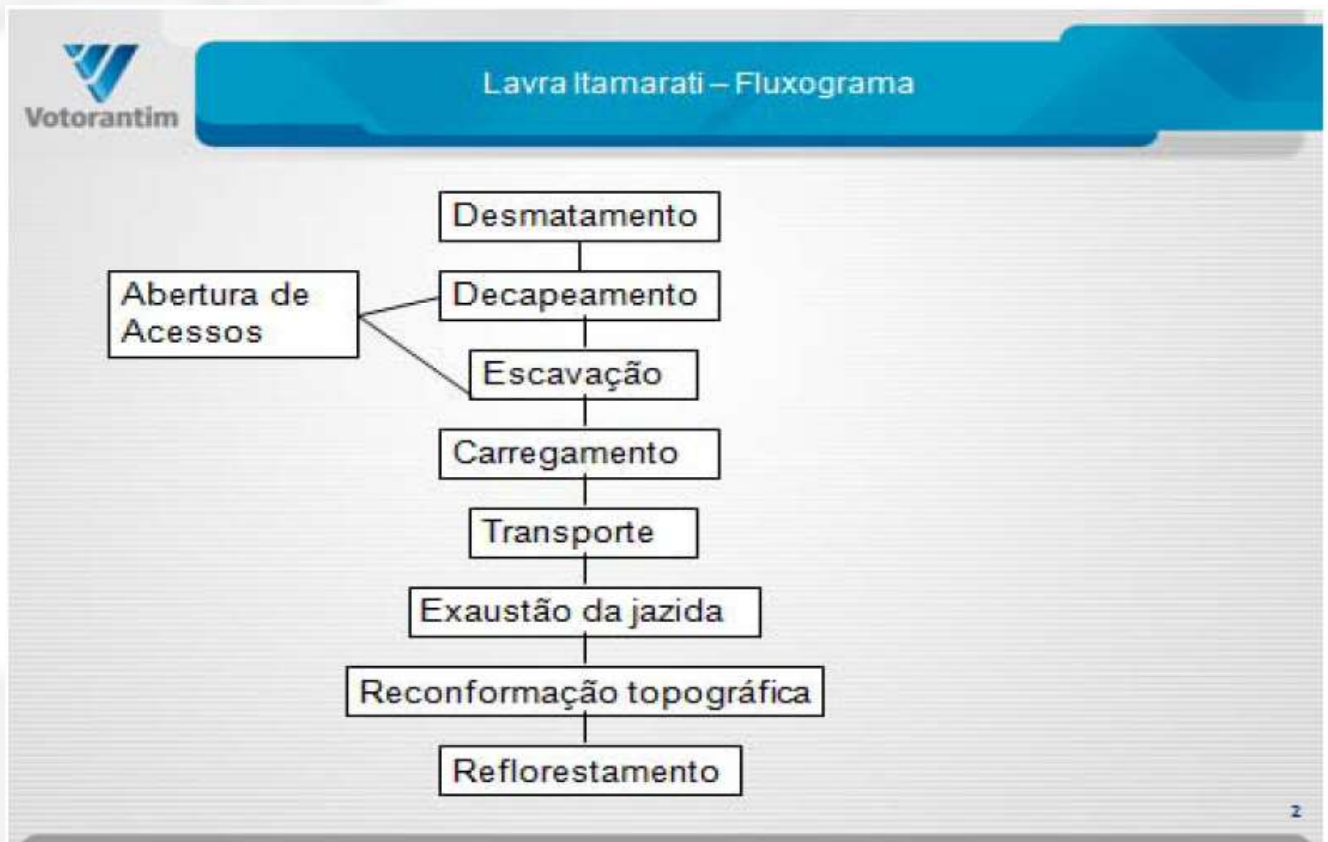 Votorantim
Lavra Itamarati – Fluxograma
Desmatamento
Abertura de
Acessos
Decapeamento
Escavação
Carregamento
Transporte
Exaustão da jazida
Reconformação topográfica
Reflorestamento
2